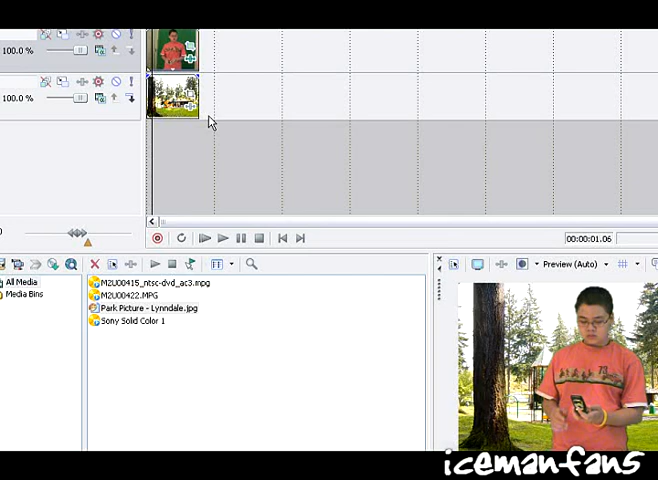 100.0 %
100.0 %
00:00:01.06
All Media
Media Bins
M2U00415_ntsc-dvd_ac3.mpg
M2U00422.MPG
Park Picture - Lynndale.jpg
Sony Solid Color 1
Preview (Auto)
icemanfans